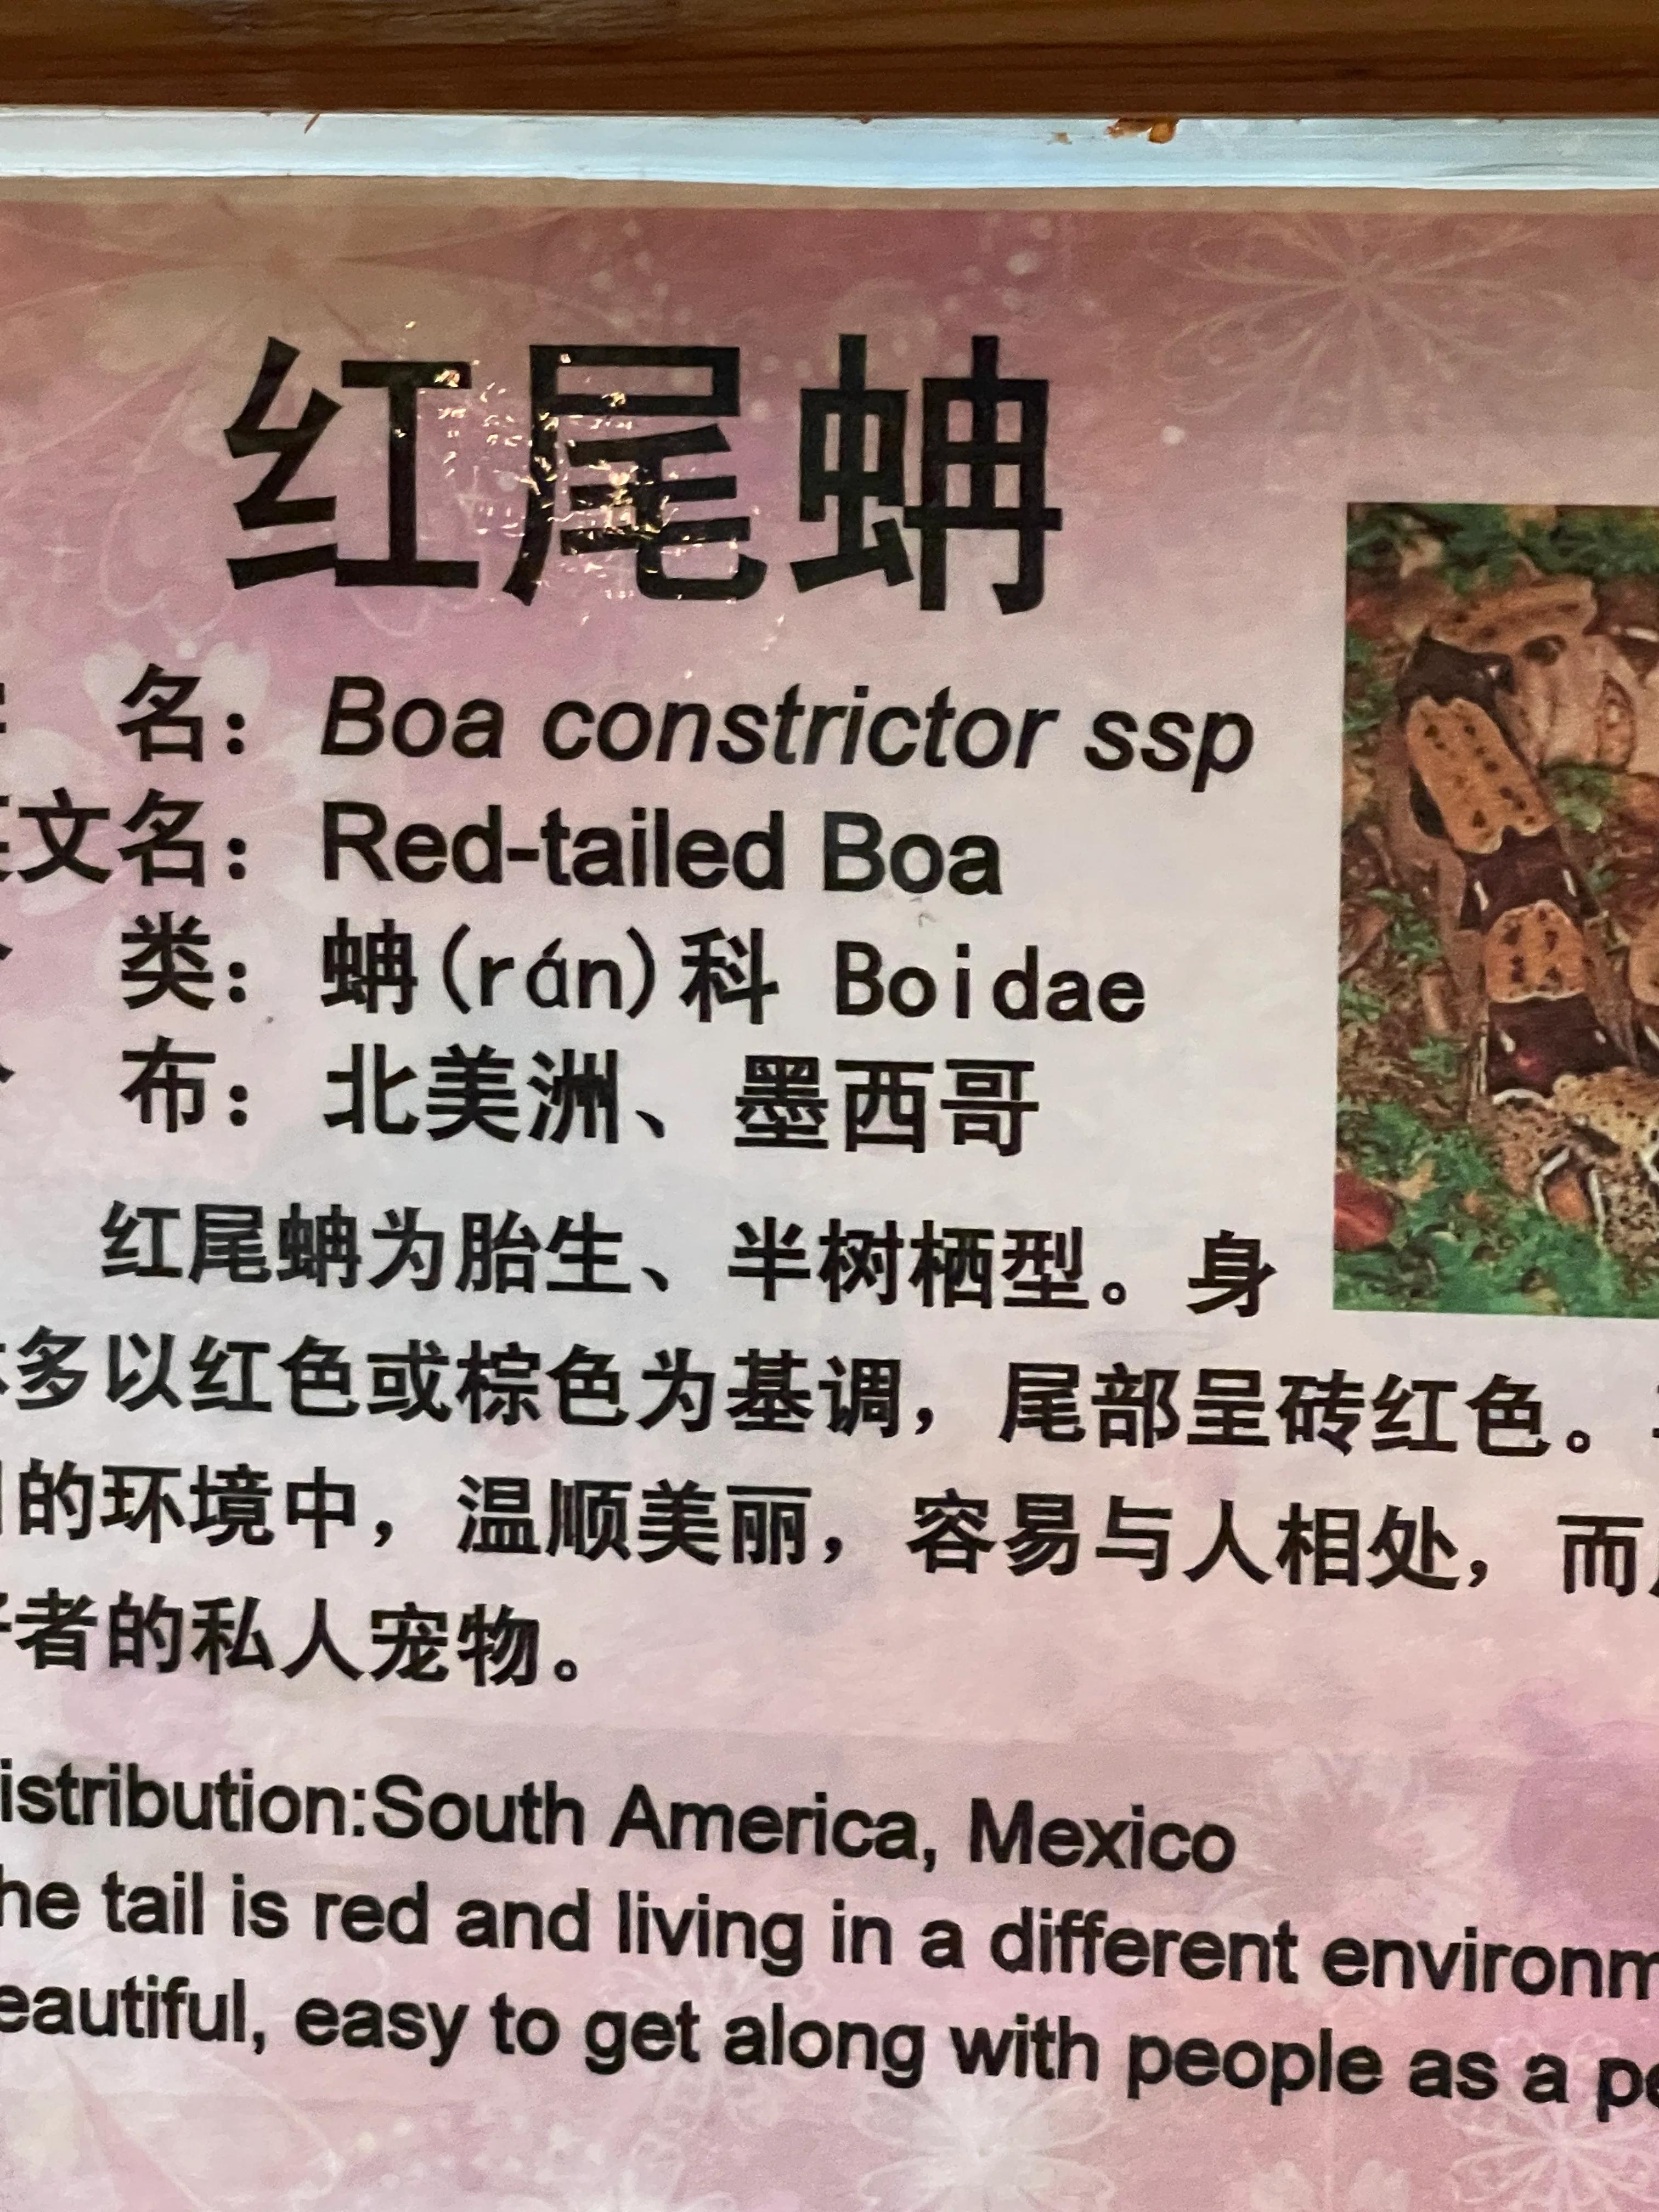 红尾蚺
名：Boa constrictor ssp
文名：Red-tailed Boa
类：蚺(rán)科 Boidae
布：北美洲、墨西哥
红尾蚺为胎生、半树栖型。身
多以红色或棕色为基调，尾部呈砖红色。
的环境中，温顺美丽，容易与人相处，而
者的私人宠物。
istribution:South America, Mexico
he tail is red and living in a different environm
eautiful, easy to get along with people as a pe